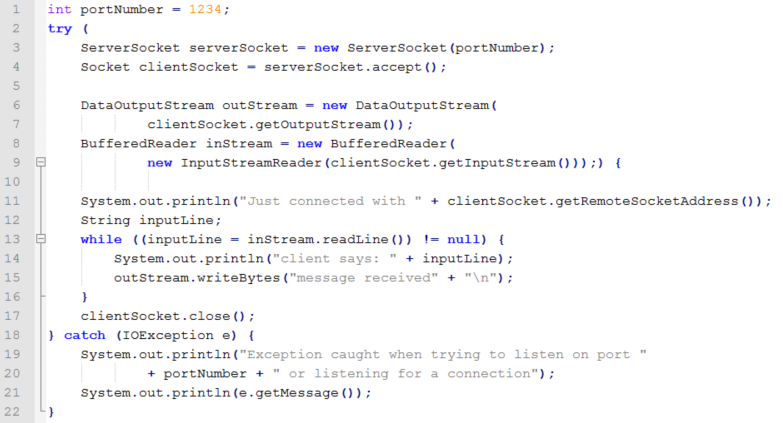 1 int portNumber = 1234;
2 try (
3 ServerSocket serverSocket = new ServerSocket(portNumber);
4 Socket clientSocket = serverSocket.accept();
5
6 DataOutputStream outStream = new DataOutputStream(
7 clientSocket.getOutputStream());
8 BufferedReader inStream = new BufferedReader(
9 new InputStreamReader(clientSocket.getInputStream()));) {
10
11 System.out.println("Just connected with " + clientSocket.getRemoteSocketAddress());
12 String inputLine;
13 while ((inputLine = inStream.readLine()) != null) {
14 System.out.println("client says: " + inputLine);
15 outStream.writeBytes("message received" + "\n");
16 }
17 clientSocket.close();
18 } catch (IOException e) {
19 System.out.println("Exception caught when trying to listen on port "
20 + portNumber + " or listening for a connection");
21 System.out.println(e.getMessage());
22 }